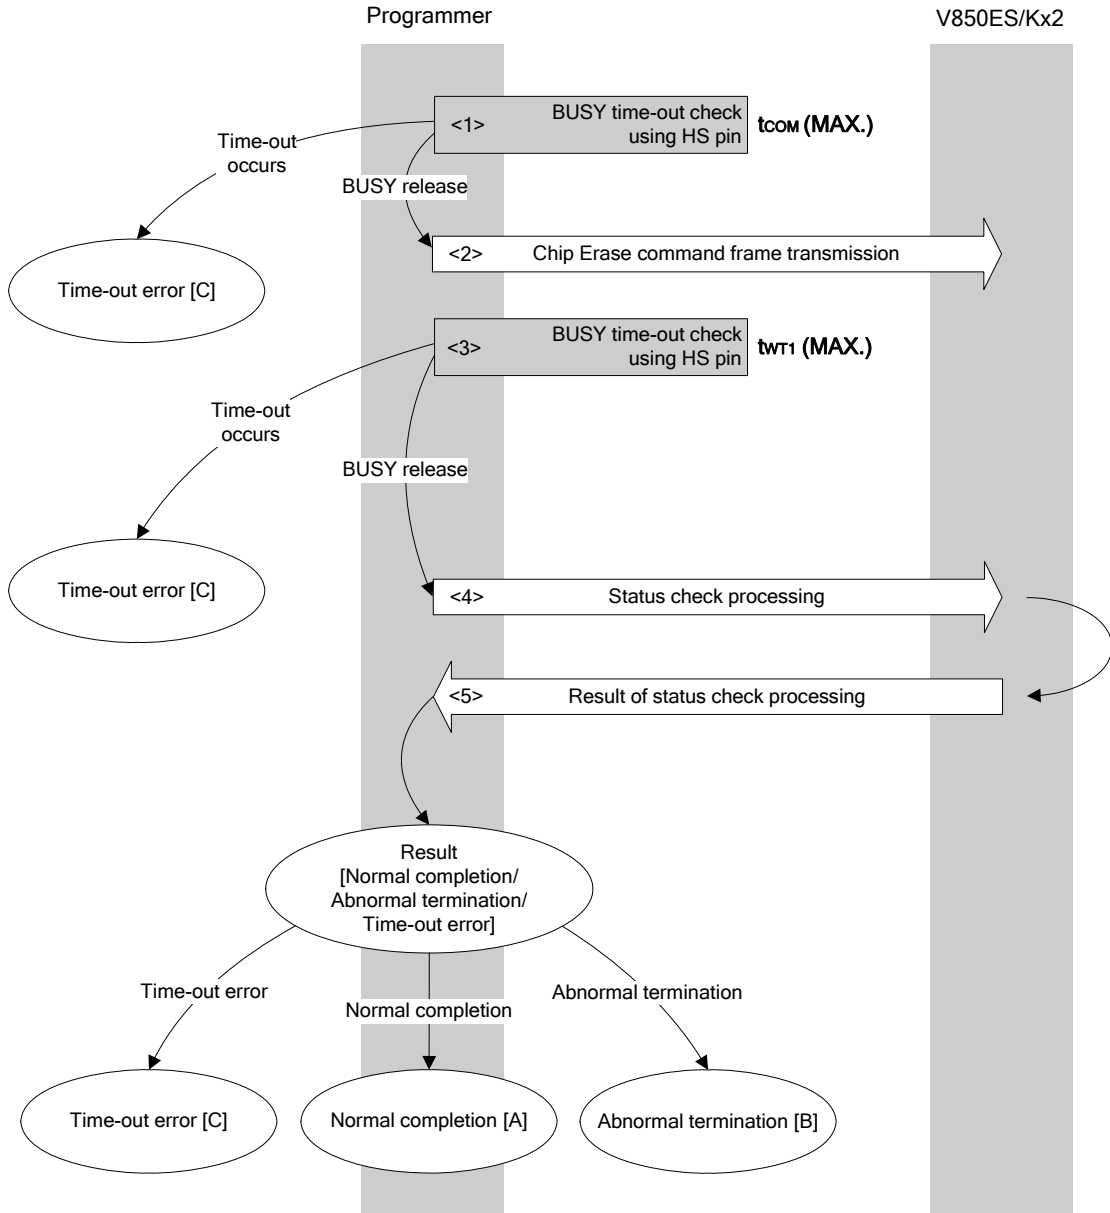 Programmer
V850ES/Kx2
<1>
BUSY time-out check
using HS pin
tCOM (MAX.)
Time-out
occurs
BUSY release
<2>
Chip Erase command frame transmission
Time-out error [C]
<3>
BUSY time-out check
using HS pin
tWT1 (MAX.)
Time-out
occurs
BUSY release
Time-out error [C]
<4>
Status check processing
<5>
Result of status check processing
Result
[Normal completion/
Abnormal termination/
Time-out error]
Time-out error
Normal completion
Abnormal termination
Time-out error [C]
Normal completion [A]
Abnormal termination [B]